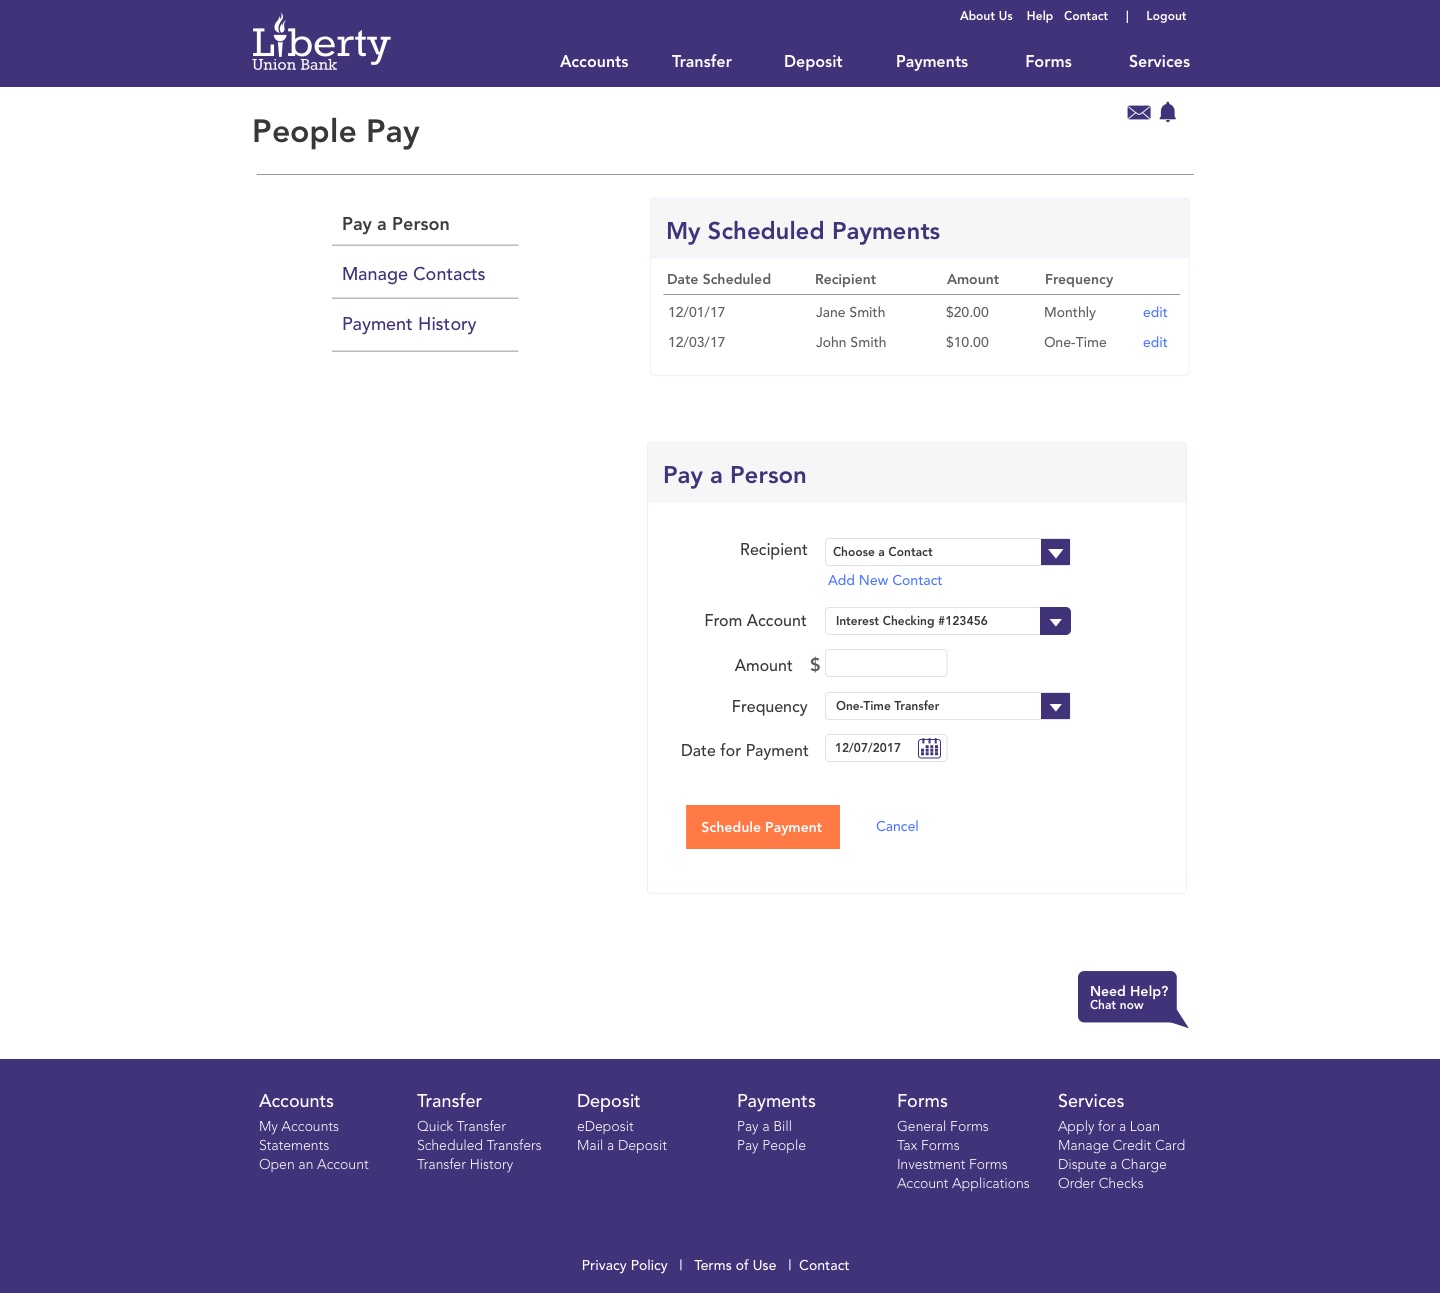 Liberty
Union Bank
About Us Help Contact | Logout
Accounts Transfer Deposit Payments Forms Services
People Pay
Pay a Person
Manage Contacts
Payment History
My Scheduled Payments
Date Scheduled Recipient Amount Frequency
12/01/17 Jane Smith $20.00 Monthly edit
12/03/17 John Smith $10.00 One-Time edit
Pay a Person
Recipient Choose a Contact
Add New Contact
From Account Interest Checking #123456
Amount $
Frequency One-Time Transfer
Date for Payment 12/07/2017
Schedule Payment Cancel
Need Help?
Chat now
Accounts Transfer Deposit Payments Forms Services
My Accounts Quick Transfer eDeposit Pay a Bill General Forms Apply for a Loan
Statements Scheduled Transfers Mail a Deposit Pay People Tax Forms Manage Credit Card
Open an Account Transfer History Investment Forms Dispute a Charge
Account Applications Order Checks
Privacy Policy | Terms of Use | Contact